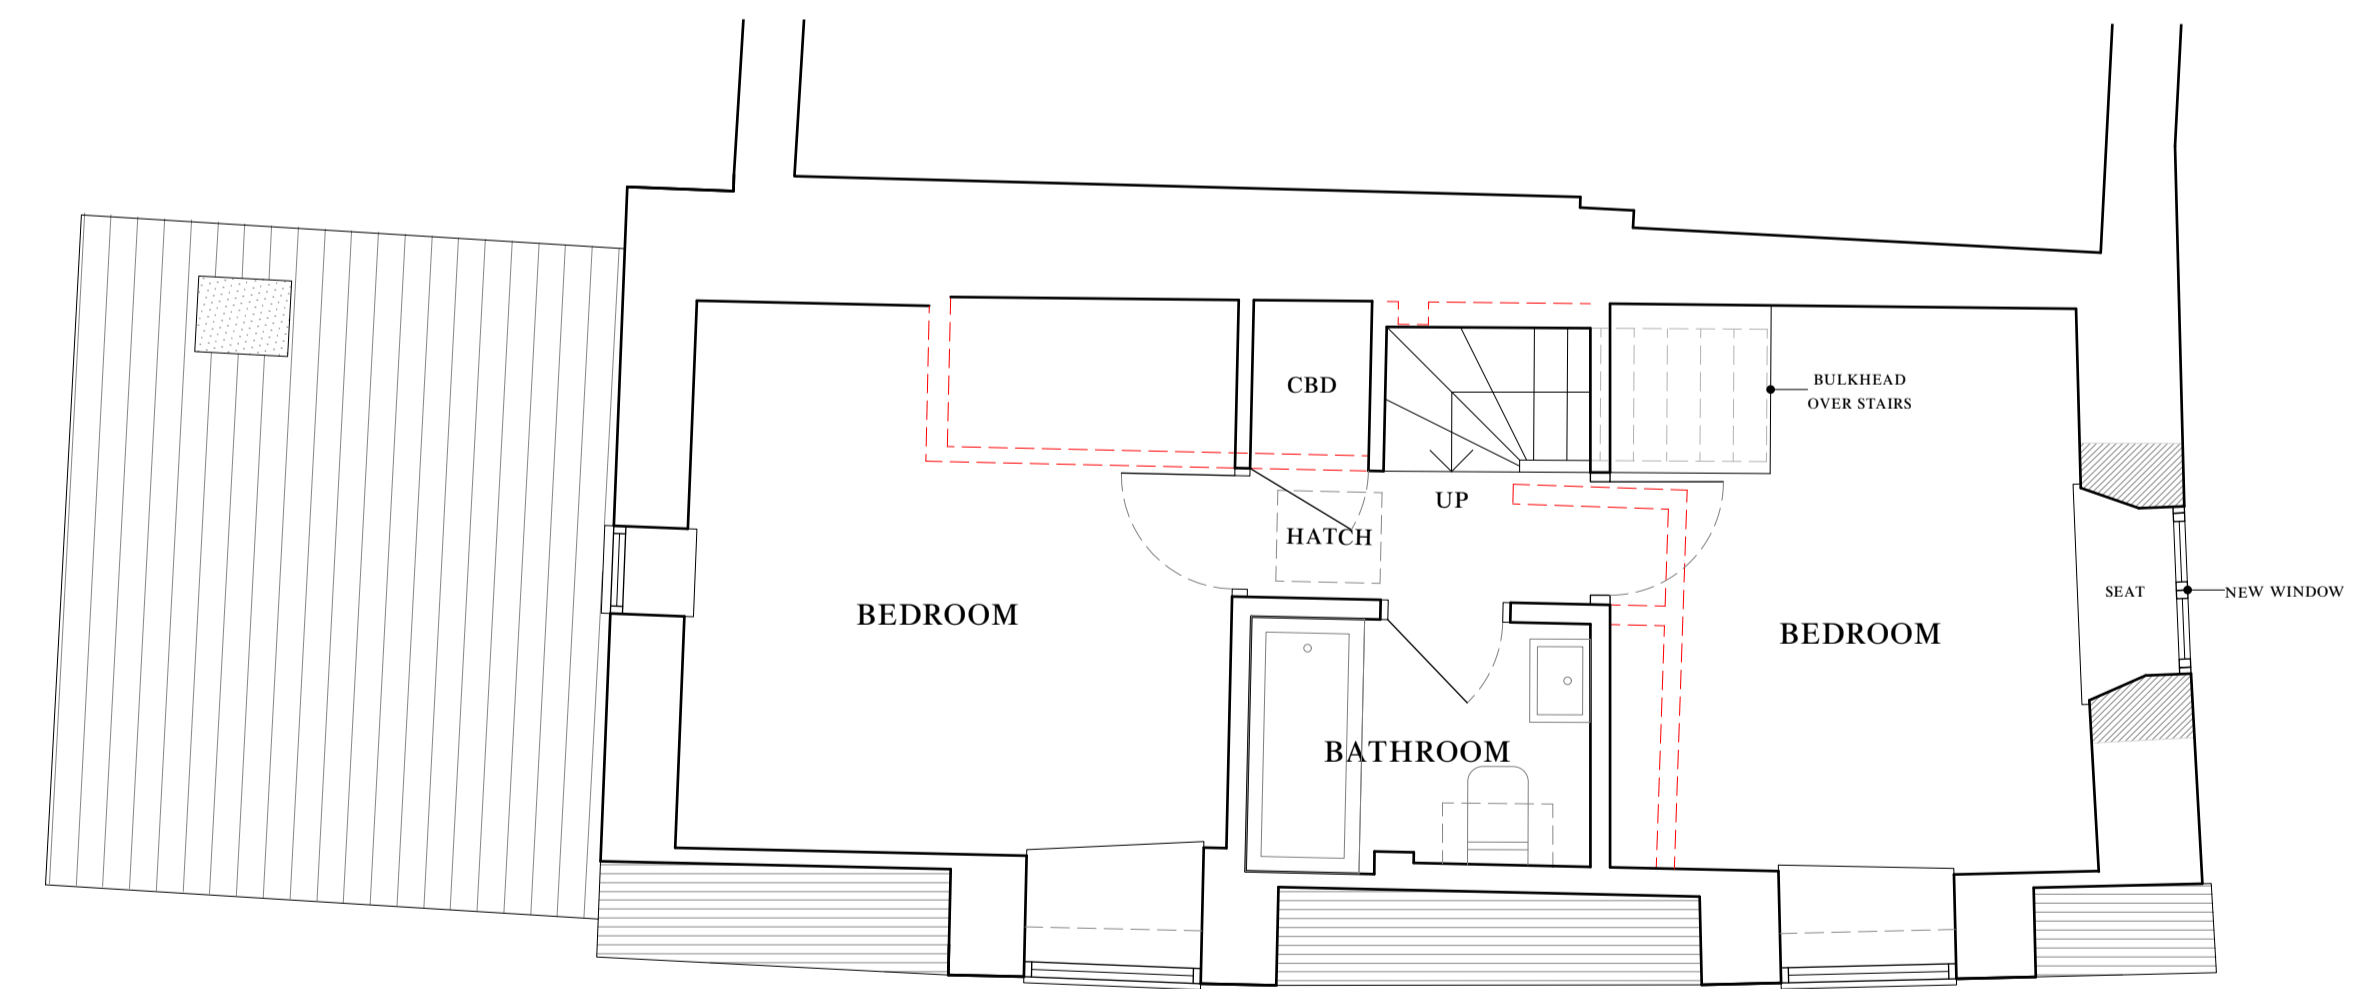 CBD
BULKHEAD
OVER STAIRS
UP
HATCH
SEAT
NEW WINDOW
BEDROOM
BEDROOM
BATHROOM